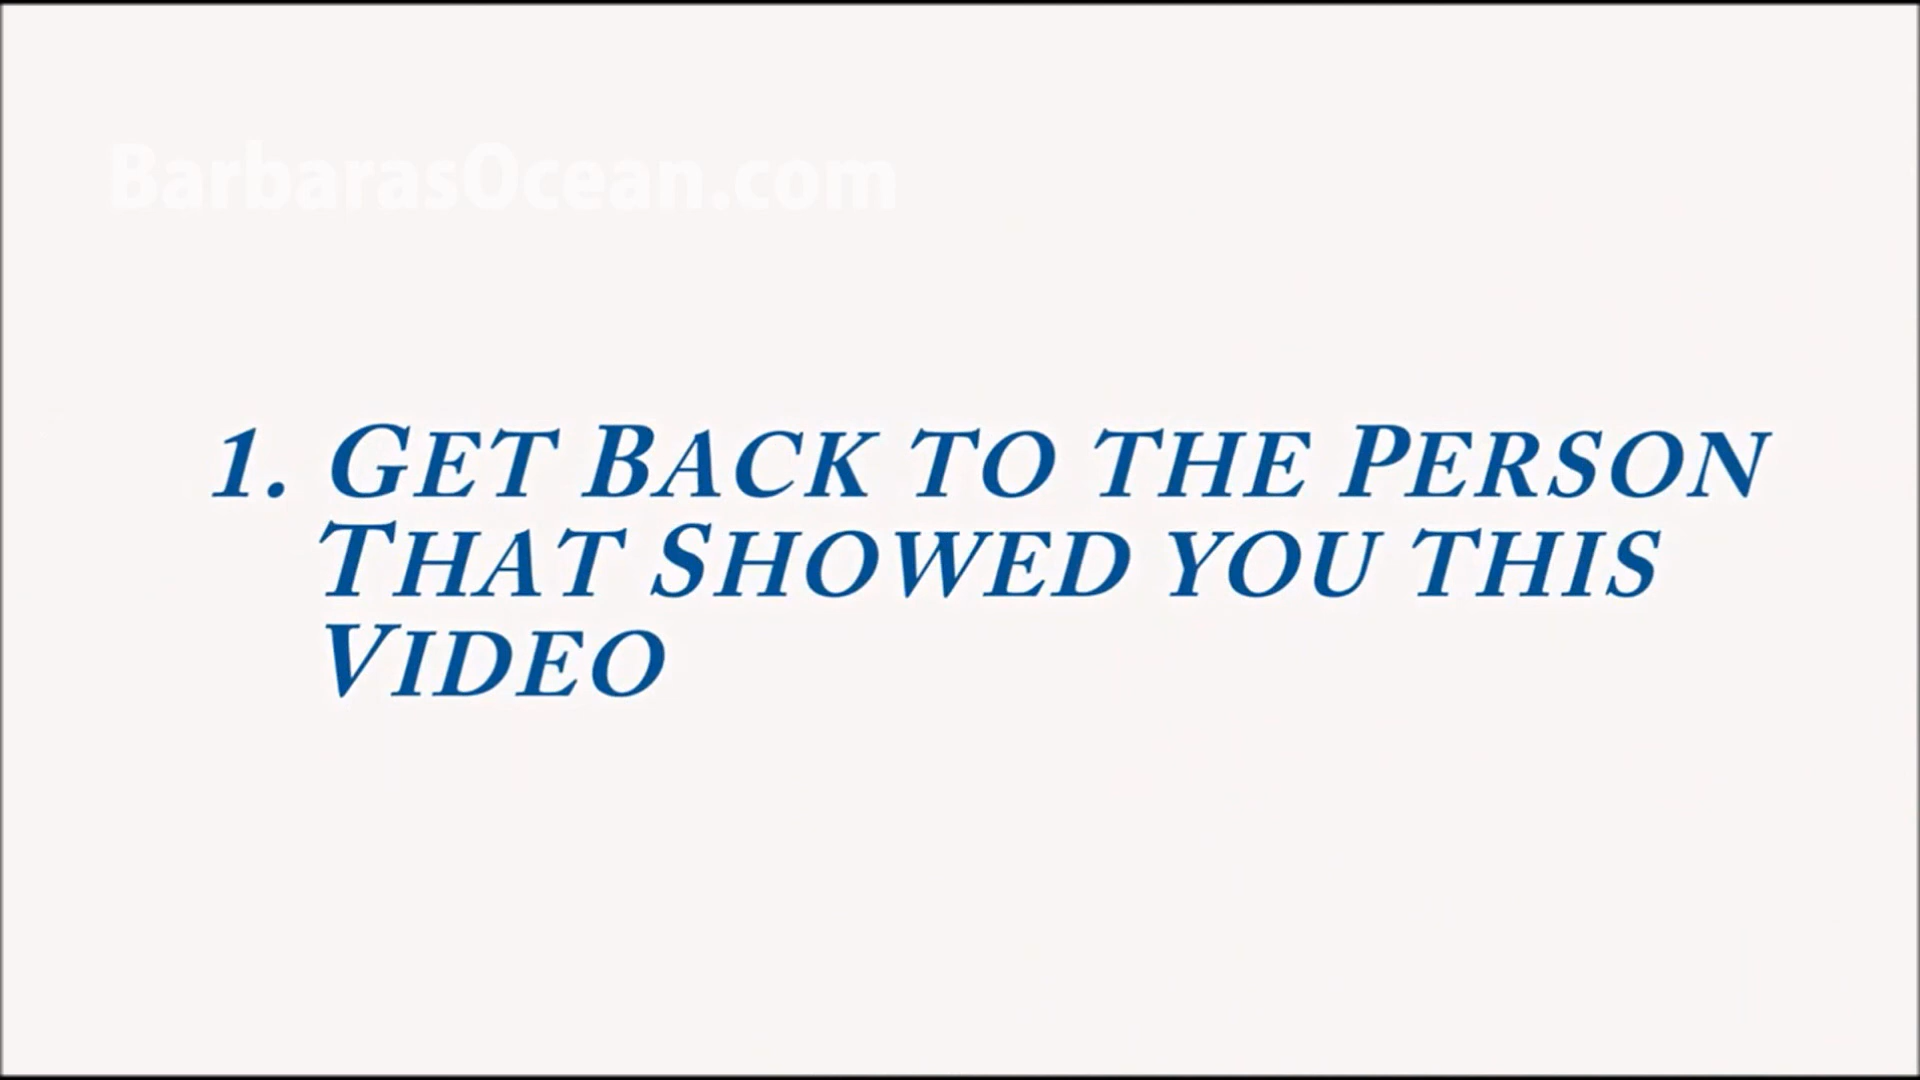 BarbarasOcean.com
1. GET BACK TO THE PERSON
THAT SHOWED YOU THIS
VIDEO